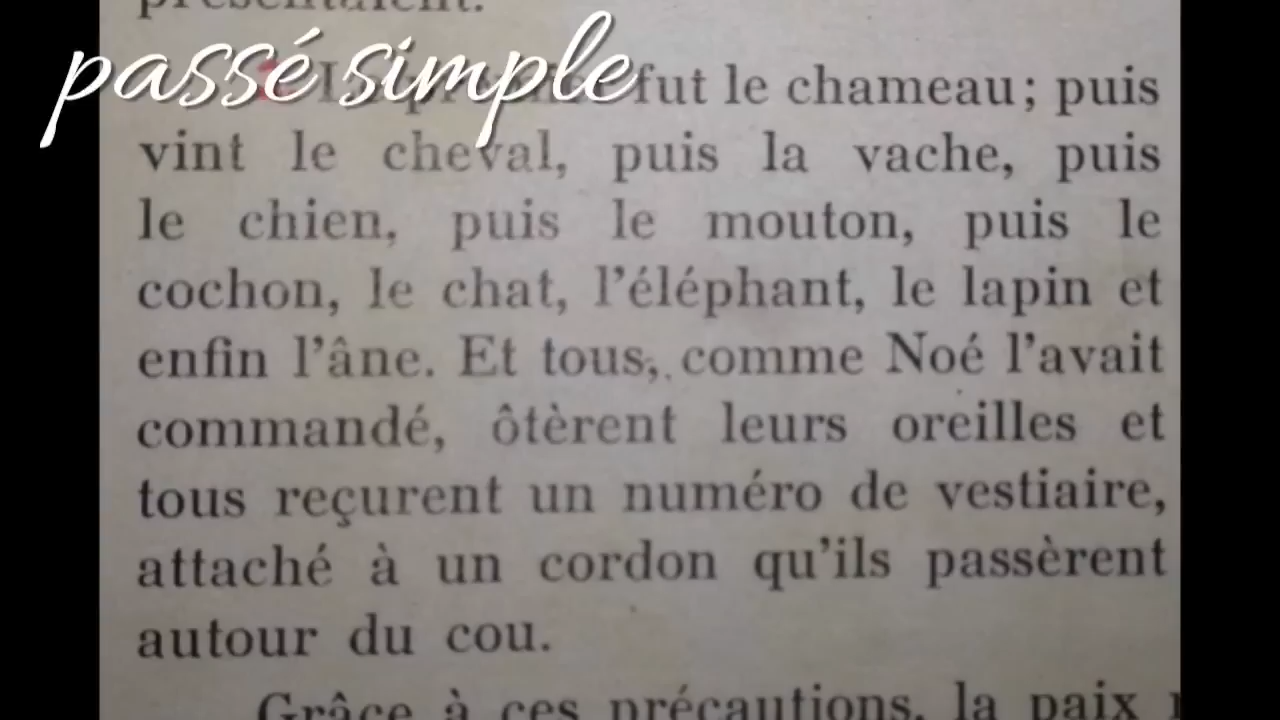 présentaient.
passé simple
fut le chameau; puis
vint le cheval, puis la vache, puis
le chien, puis le mouton, puis le
cochon, le chat, l'éléphant, le lapin et
enfin l'âne. Et tous, comme Noé l'avait
commandé, ôtèrent leurs oreilles et
tous reçurent un numéro de vestiaire,
attaché à un cordon qu'ils passèrent
autour du cou.
Grâce à ces précautions, la paix